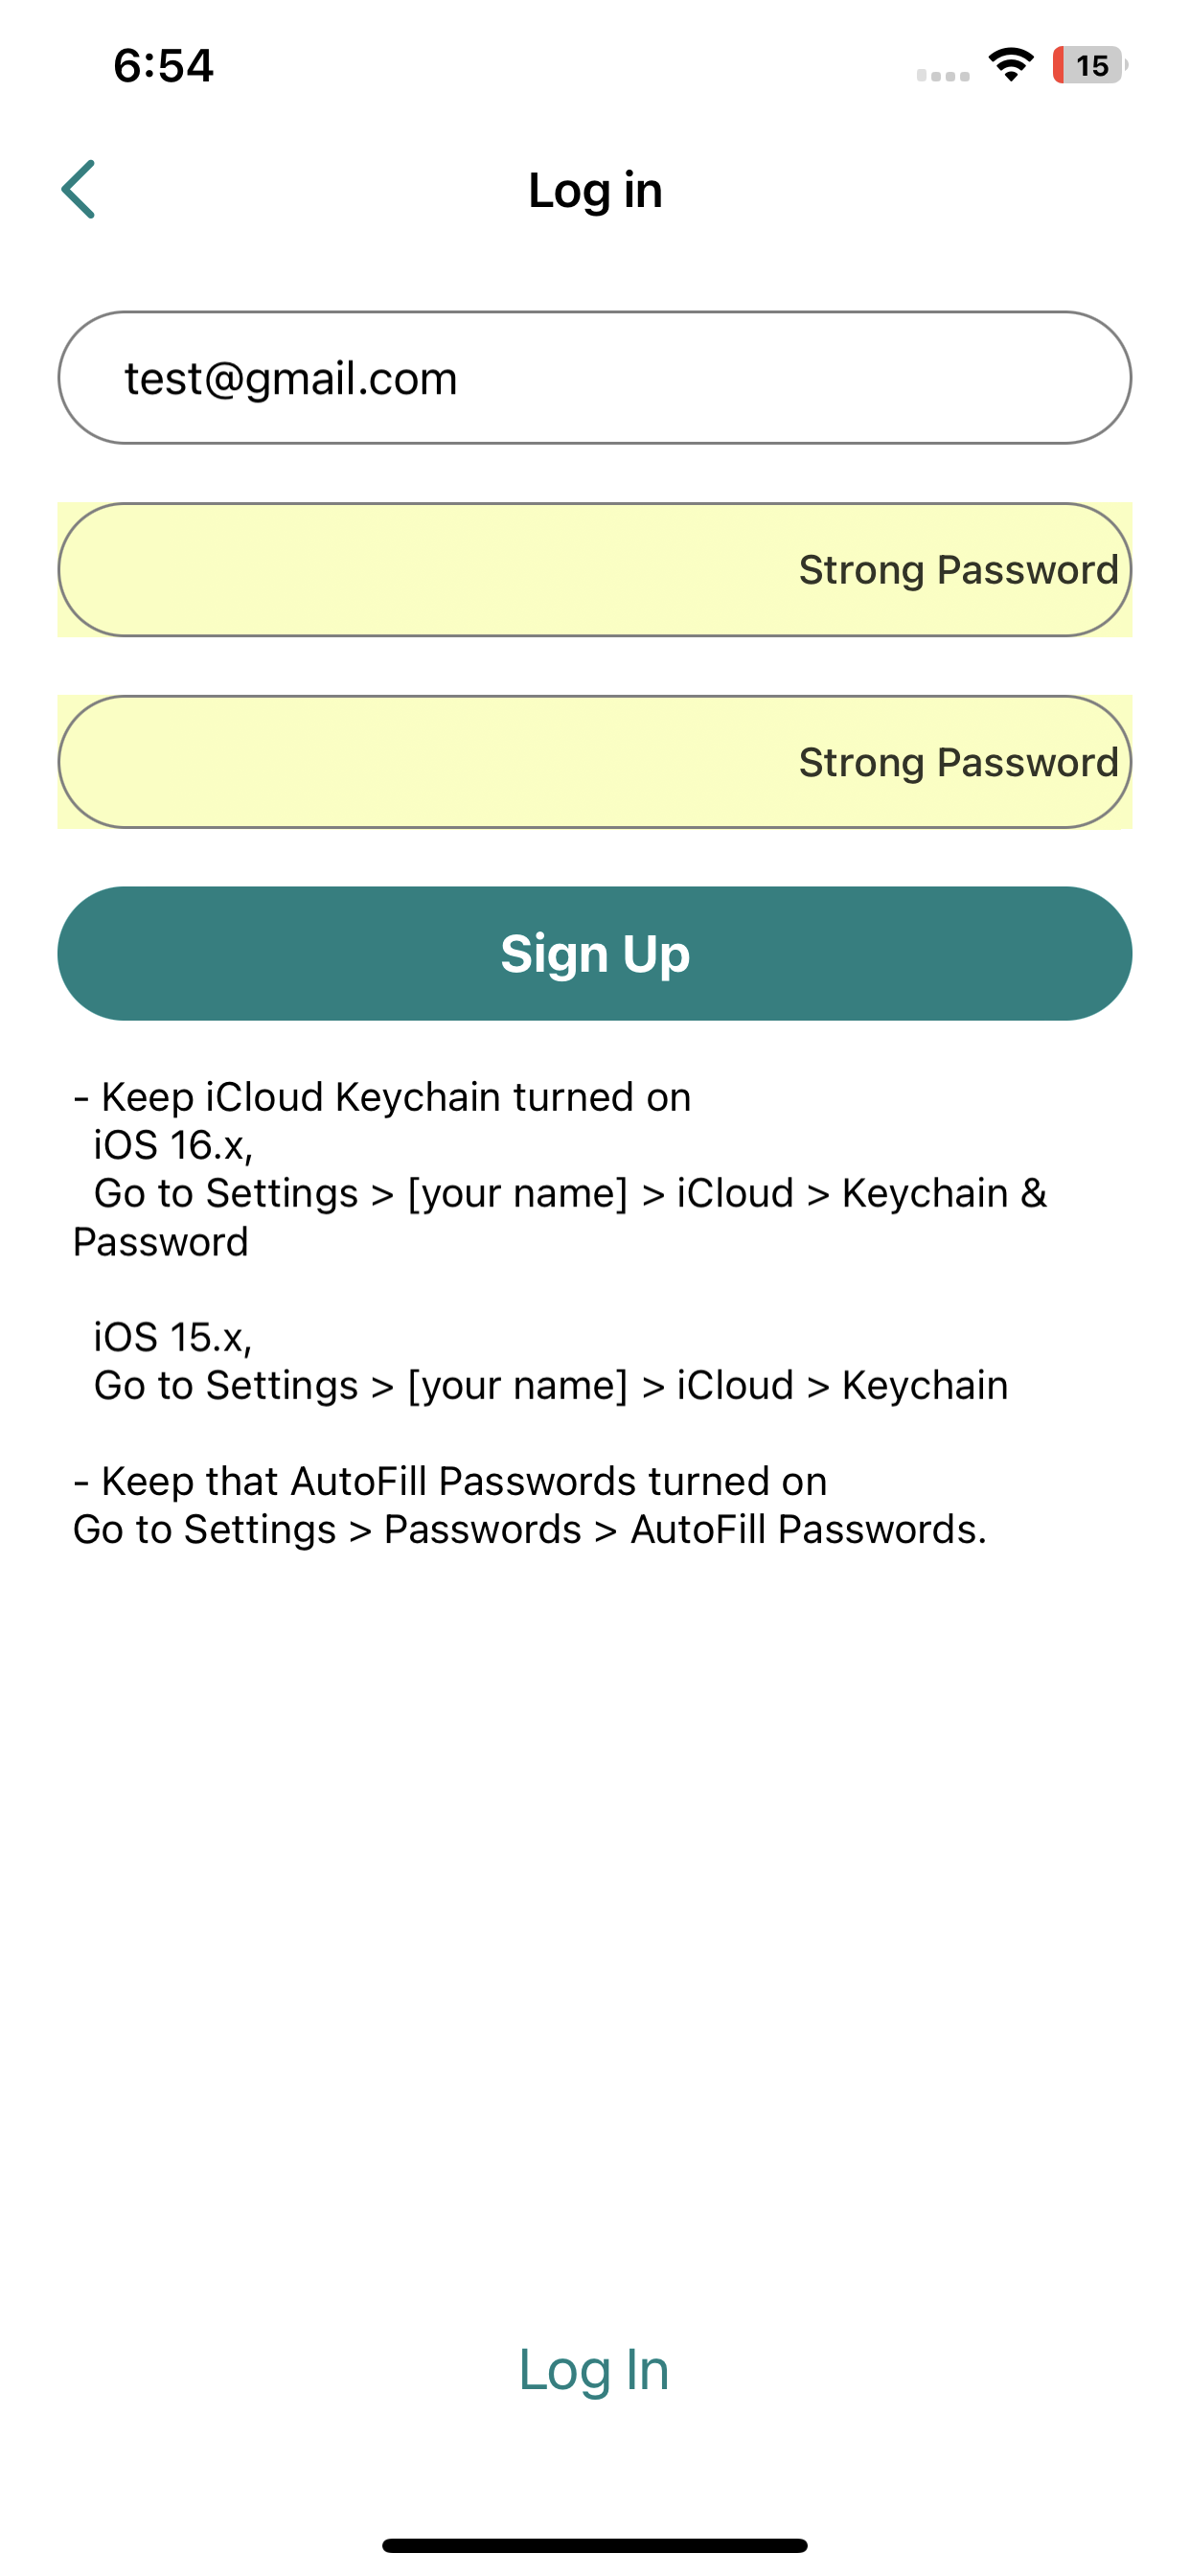 6:54
15
Log in
test@gmail.com
Strong Password
Strong Password
Sign Up
- Keep iCloud Keychain turned on
iOS 16.x,
Go to Settings > [your name] > iCloud > Keychain &
Password
iOS 15.x,
Go to Settings > [your name] > iCloud > Keychain
- Keep that AutoFill Passwords turned on
Go to Settings > Passwords > AutoFill Passwords.
Log In